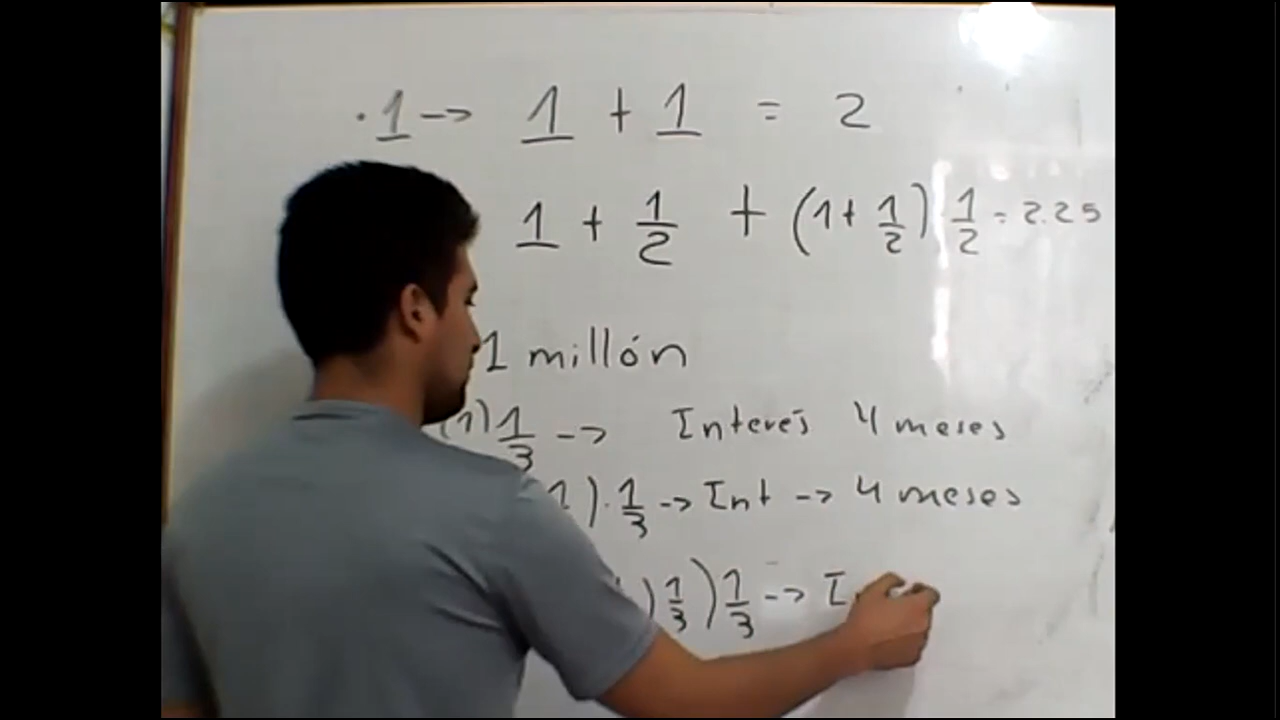 ·1 -> 1 + 1 = 2
1 + 1/2 + (1 + 1/2) 1/2 = 2.25
1 millón
(1) 1/3 -> Interés 4 meses
) · 1/3 -> Int -> 4 meses
) 1/3 ) 1/3 -> I